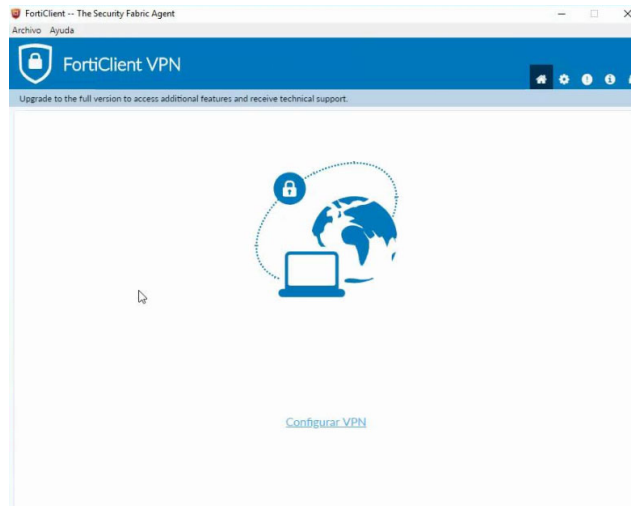 FortiClient -- The Security Fabric Agent
Archivo Ayuda
FortiClient VPN
Upgrade to the full version to access additional features and receive technical support.
Configurar VPN